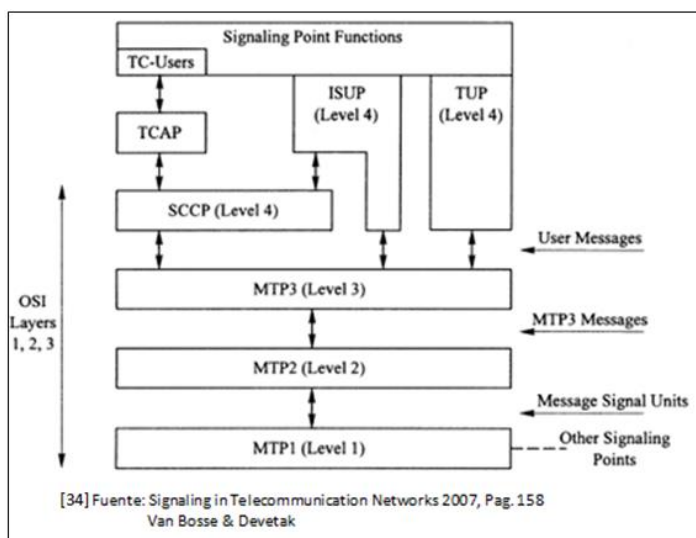 Signaling Point Functions
TC-Users
ISUP
(Level 4)
TUP
(Level 4)
TCAP
SCCP (Level 4)
User Messages
MTP3 (Level 3)
OSI
Layers
1, 2, 3
MTP3 Messages
MTP2 (Level 2)
Message Signal Units
MTP1 (Level 1)
Other Signaling
Points
[34] Fuente: Signaling in Telecommunication Networks 2007, Pag. 158
Van Bosse & Devetak